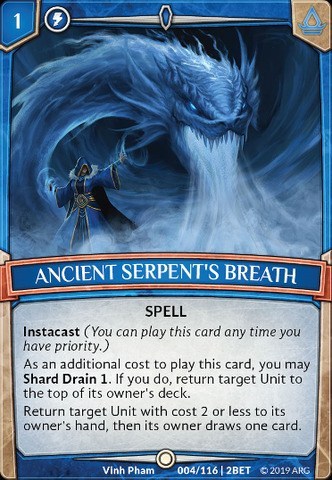 1
ANCIENT SERPENT'S BREATH
SPELL
Instacast (You can play this card any time you
have priority.)
As an additional cost to play this card, you may
Shard Drain 1. If you do, return target Unit to
the top of its owner's deck.
Return target Unit with cost 2 or less to its
owner's hand, then its owner draws one card.
Vinh Pham 004/116 | 2BET © 2019 ARG